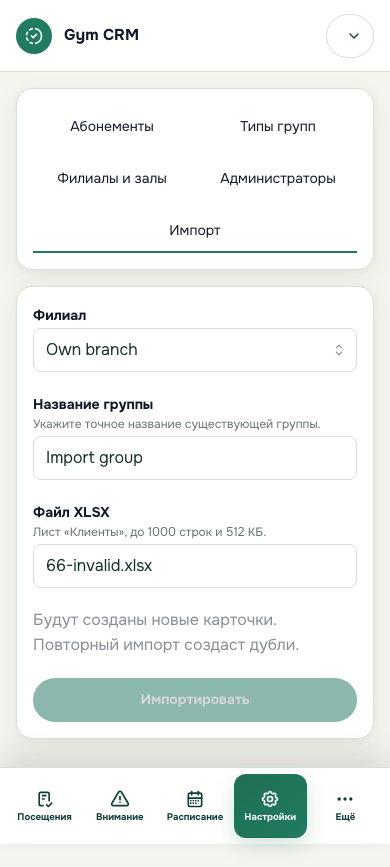 Gym CRM
Абонементы
Типы групп
Филиалы и залы
Администраторы
Импорт
Филиал
Own branch
Название группы
Укажите точное название существующей группы.
Import group
Файл XLSX
Лист «Клиенты», до 1000 строк и 512 КБ.
66-invalid.xlsx
Будут созданы новые карточки.
Повторный импорт создаст дубли.
Импортировать
Посещения
Внимание
Расписание
Настройки
Ещё